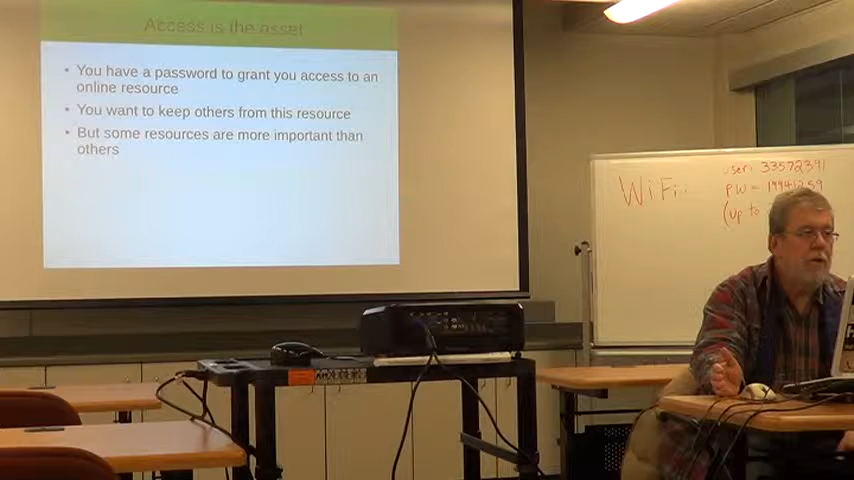 Access is the asset
• You have a password to grant you access to an
online resource
• You want to keep others from this resource
• But some resources are more important than
others
WiFi:
user: 33572391
pw = 19941259
(up to